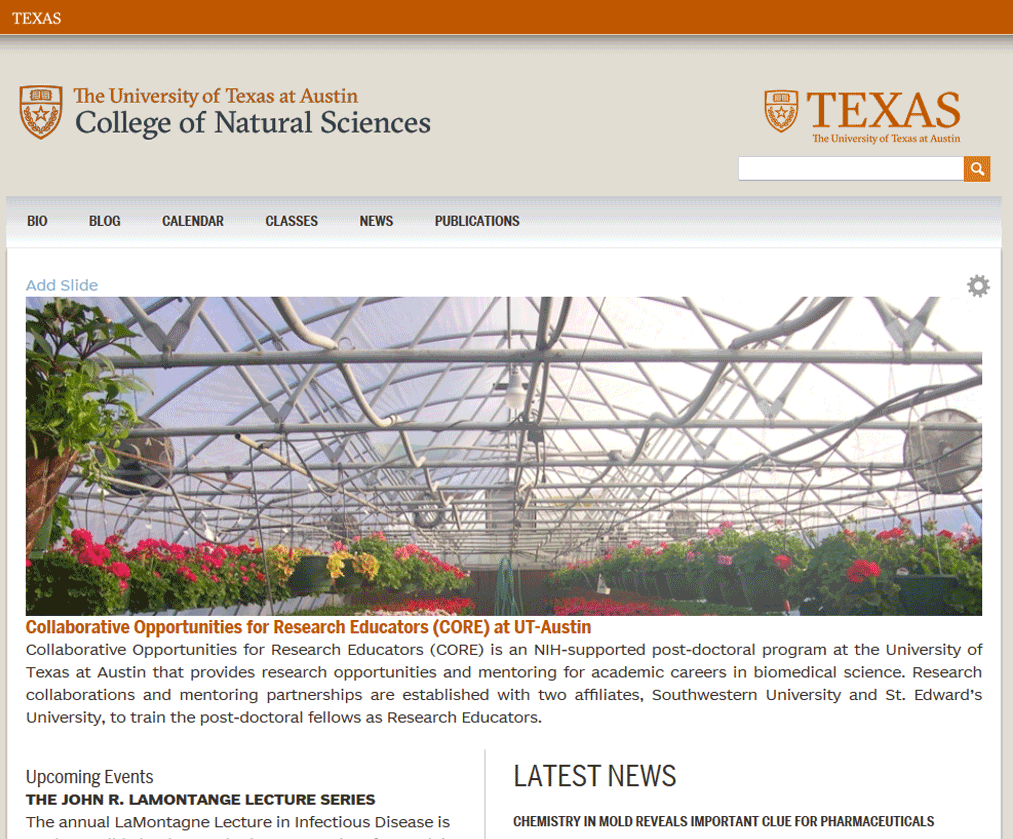 TEXAS
The University of Texas at Austin
College of Natural Sciences
TEXAS
The University of Texas at Austin
BIO BLOG CALENDAR CLASSES NEWS PUBLICATIONS
Add Slide
Collaborative Opportunities for Research Educators (CORE) at UT-Austin
Collaborative Opportunities for Research Educators (CORE) is an NIH-supported post-doctoral program at the University of
Texas at Austin that provides research opportunities and mentoring for academic careers in biomedical science. Research
collaborations and mentoring partnerships are established with two affiliates, Southwestern University and St. Edward's
University, to train the post-doctoral fellows as Research Educators.
Upcoming Events
THE JOHN R. LAMONTANGE LECTURE SERIES
The annual LaMontagne Lecture in Infectious Disease is
LATEST NEWS
CHEMISTRY IN MOLD REVEALS IMPORTANT CLUE FOR PHARMACEUTICALS